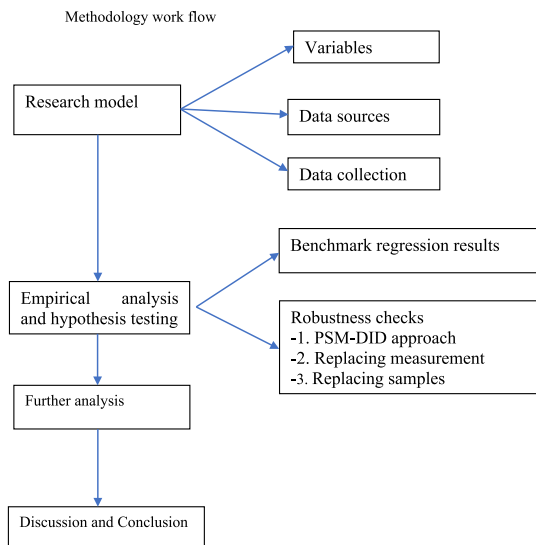 Methodology work flow
Variables
Research model
Data sources
Data collection
Benchmark regression results
Empirical analysis
and hypothesis testing
Robustness checks
-1. PSM-DID approach
-2. Replacing measurement
-3. Replacing samples
Further analysis
Discussion and Conclusion